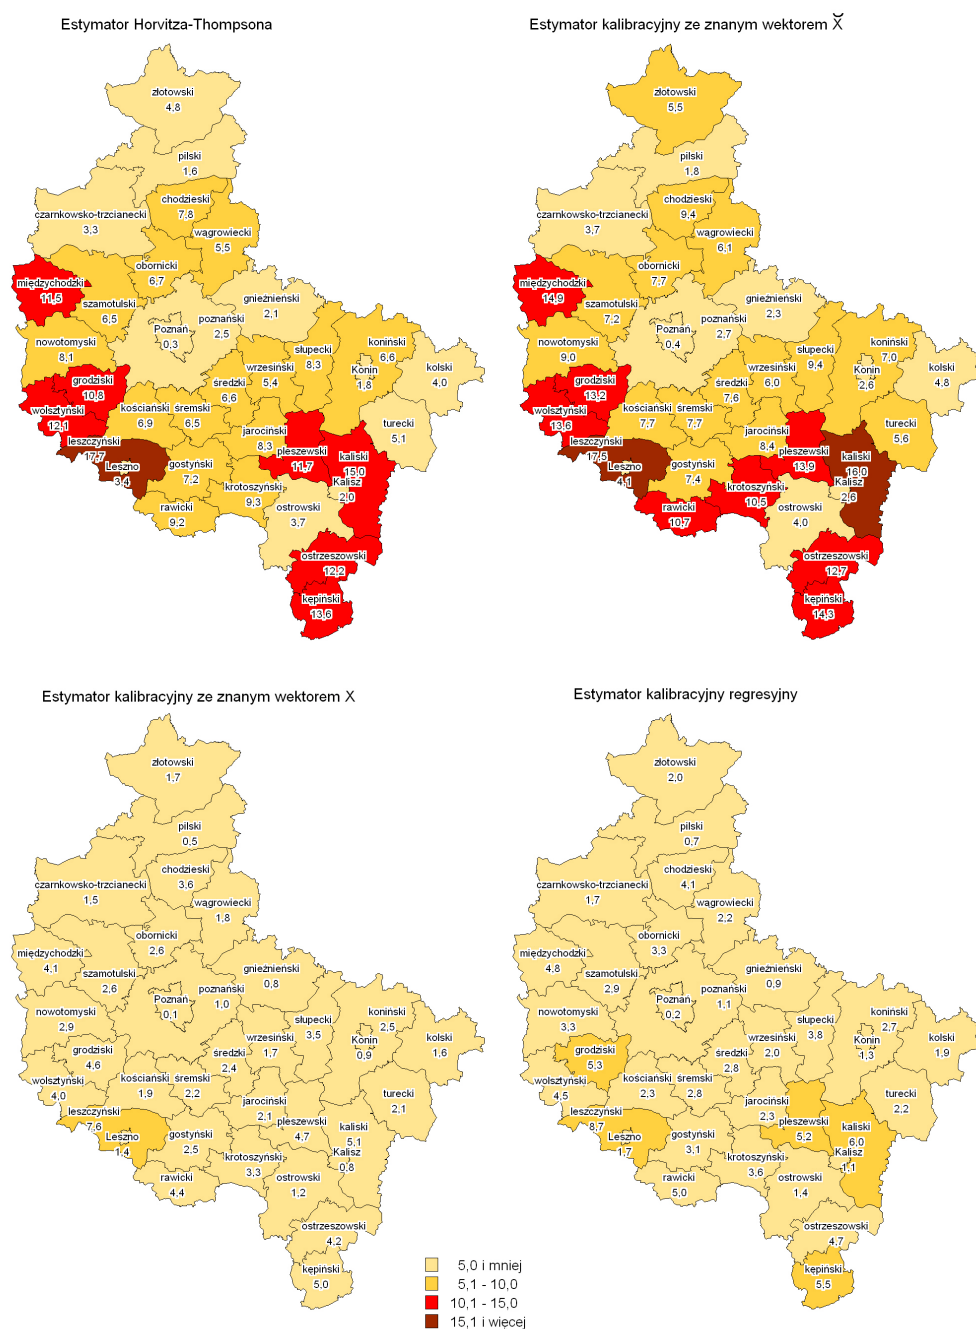 Estymator Horvitza-Thompsona
złotowski
4,8
pilski
1,6
chodzieski
7,8
czarnkowsko-trzcianecki
3,3
wągrowiecki
5,5
obornicki
6,7
międzychodzki
11,5
szamotulski
6,5
gnieźnieński
2,1
poznański
2,5
Poznań
0,3
nowotomyski
8,1
słupecki
8,3
koniński
6,6
Konin
1,8
kolski
4,0
wrzesiński
5,4
grodziski
10,8
średzki
6,6
wolsztyński
12,1
kościański
6,9
śremski
6,5
turecki
5,1
jarociński
8,3
leszczyński
17,7
pleszewski
11,7
kaliski
15,0
Leszno
3,4
gostyński
7,2
Kalisz
2,0
krotoszyński
9,3
rawicki
9,2
ostrowski
3,7
ostrzeszowski
12,2
kępiński
13,6
Estymator kalibracyjny ze znanym wektorem X̆
złotowski
5,5
pilski
1,8
chodzieski
9,4
czarnkowsko-trzcianecki
3,7
wągrowiecki
6,1
obornicki
7,7
międzychodzki
14,9
szamotulski
7,2
gnieźnieński
2,3
poznański
2,7
Poznań
0,4
nowotomyski
9,0
słupecki
9,4
koniński
7,0
Konin
2,6
kolski
4,8
wrzesiński
6,0
grodziski
13,2
średzki
7,6
wolsztyński
13,6
kościański
7,7
śremski
7,7
turecki
5,6
jarociński
8,4
leszczyński
17,5
pleszewski
13,9
kaliski
16,0
Leszno
4,1
gostyński
7,4
Kalisz
2,6
krotoszyński
10,5
rawicki
10,7
ostrowski
4,0
ostrzeszowski
12,7
kępiński
14,3
Estymator kalibracyjny ze znanym wektorem X
złotowski
1,7
pilski
0,5
chodzieski
3,6
czarnkowsko-trzcianecki
1,5
wągrowiecki
1,8
obornicki
2,6
międzychodzki
4,1
szamotulski
2,6
gnieźnieński
0,8
poznański
1,0
Poznań
0,1
nowotomyski
2,9
słupecki
3,5
koniński
2,5
Konin
0,9
kolski
1,6
wrzesiński
1,7
grodziski
4,6
średzki
2,4
wolsztyński
4,0
kościański
1,9
śremski
2,2
turecki
2,1
jarociński
2,1
leszczyński
7,6
pleszewski
4,7
kaliski
5,1
Leszno
1,4
gostyński
2,5
Kalisz
0,8
krotoszyński
3,3
rawicki
4,4
ostrowski
1,2
ostrzeszowski
4,2
kępiński
5,0
Estymator kalibracyjny regresyjny
złotowski
2,0
pilski
0,7
chodzieski
4,1
czarnkowsko-trzcianecki
1,7
wągrowiecki
2,2
obornicki
3,3
międzychodzki
4,8
szamotulski
2,9
gnieźnieński
0,9
poznański
1,1
Poznań
0,2
nowotomyski
3,3
słupecki
3,8
koniński
2,7
Konin
1,3
kolski
1,9
wrzesiński
2,0
grodziski
5,3
średzki
2,8
wolsztyński
4,5
kościański
2,3
śremski
2,8
turecki
2,2
jarociński
2,3
leszczyński
8,7
pleszewski
5,2
kaliski
6,0
Leszno
1,7
gostyński
3,1
Kalisz
1,1
krotoszyński
3,6
rawicki
5,0
ostrowski
1,4
ostrzeszowski
4,7
kępiński
5,5
5,0 i mniej
5,1 - 10,0
10,1 - 15,0
15,1 i więcej